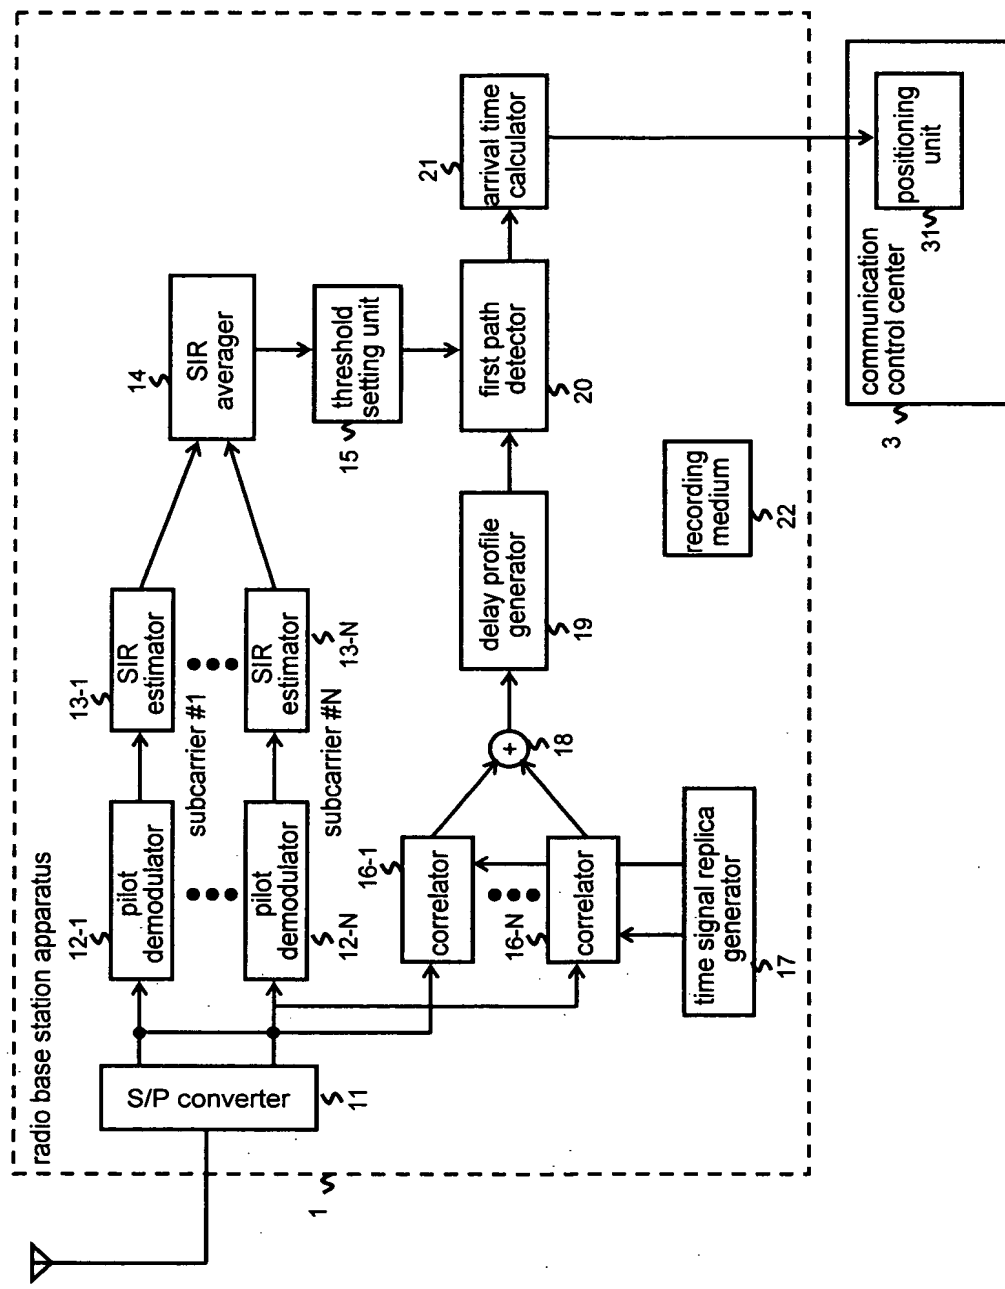 radio base station apparatus
1
S/P converter
11
12-1
pilot
demodulator
subcarrier #1
13-1
SIR
estimator
pilot
demodulator
12-N
subcarrier #N
SIR
estimator
13-N
14
SIR
averager
15
threshold
setting unit
16-1
correlator
16-N
correlator
time signal replica
generator
17
+
18
delay profile
generator
19
first path
detector
20
21
arrival time
calculator
recording
medium
22
3
communication
control center
31
positioning
unit